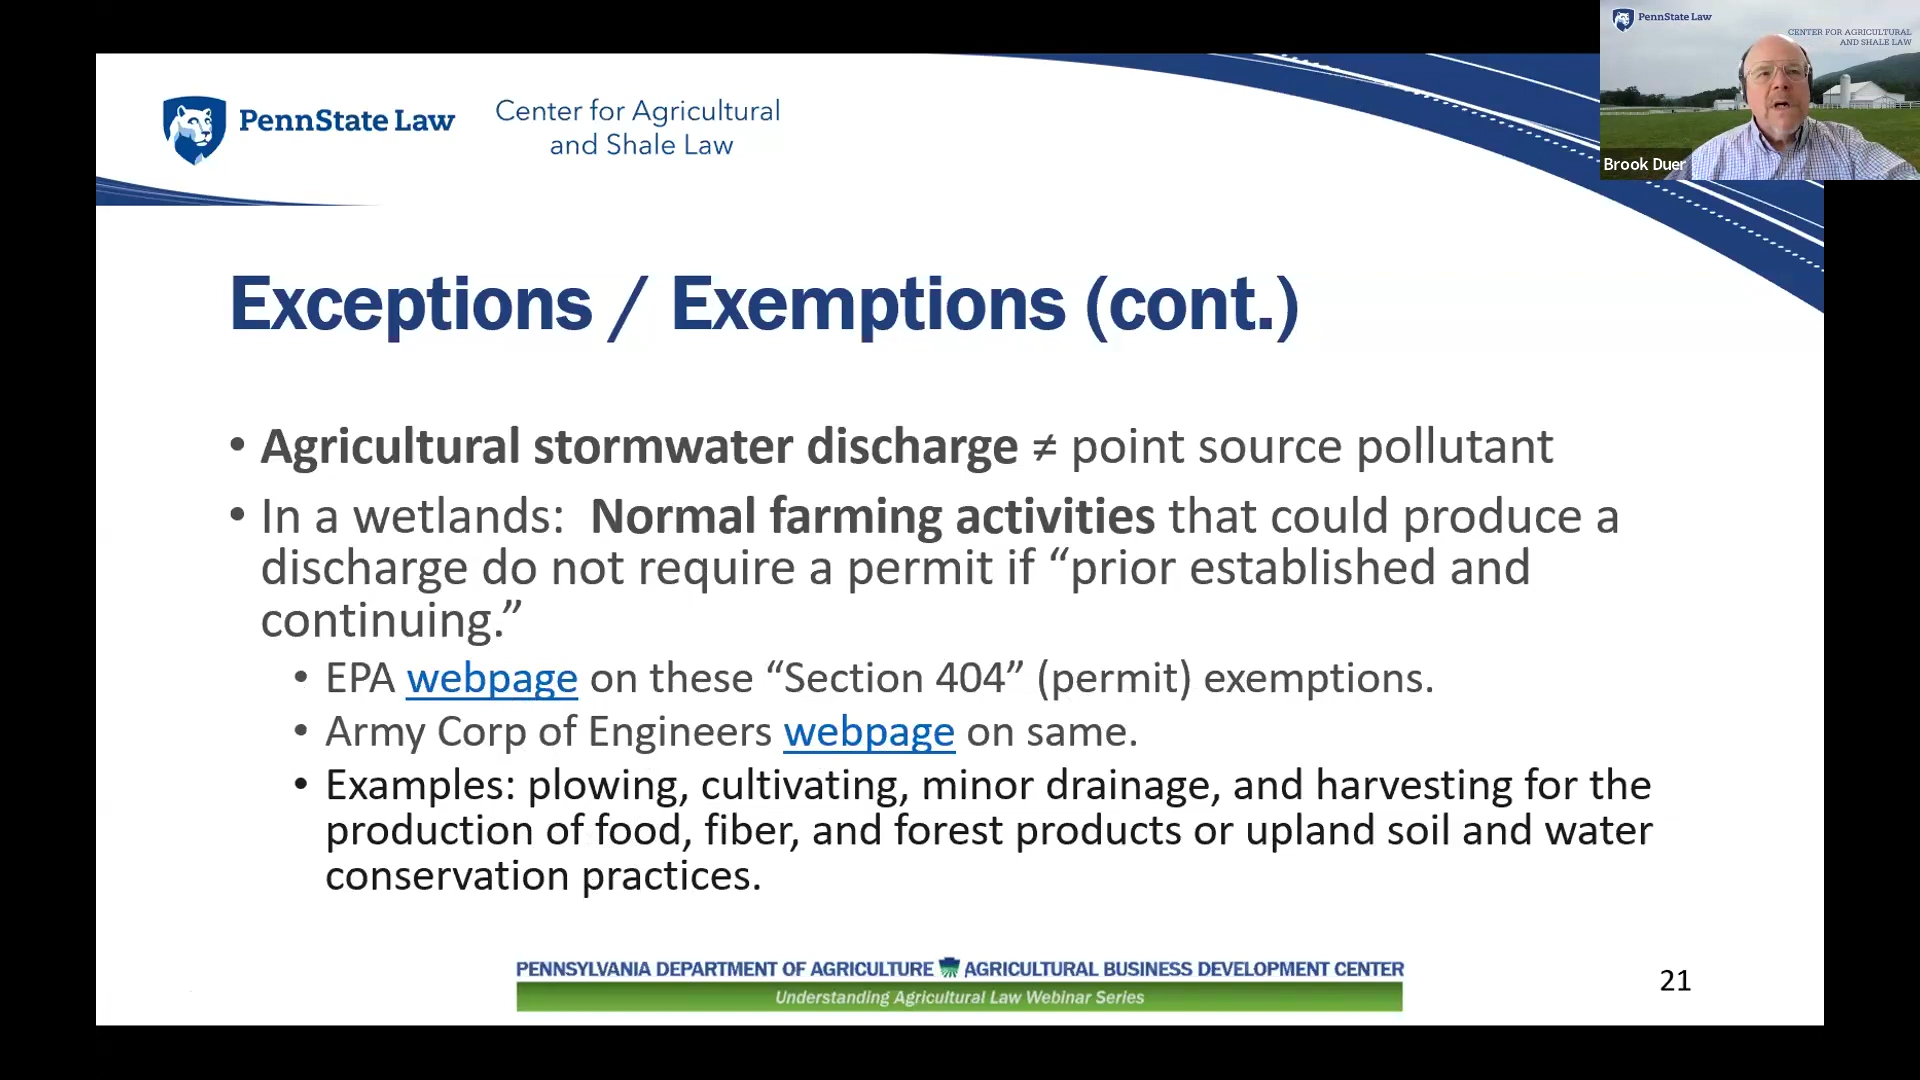 PennState Law
Center for Agricultural
and Shale Law
PennState Law
CENTER FOR AGRICULTURAL
AND SHALE LAW
Brook Duer
Exceptions / Exemptions (cont.)
• Agricultural stormwater discharge ≠ point source pollutant
• In a wetlands: Normal farming activities that could produce a
discharge do not require a permit if “prior established and
continuing.”
• EPA webpage on these “Section 404” (permit) exemptions.
• Army Corp of Engineers webpage on same.
• Examples: plowing, cultivating, minor drainage, and harvesting for the
production of food, fiber, and forest products or upland soil and water
conservation practices.
PENNSYLVANIA DEPARTMENT OF AGRICULTURE AGRICULTURAL BUSINESS DEVELOPMENT CENTER
Understanding Agricultural Law Webinar Series
21